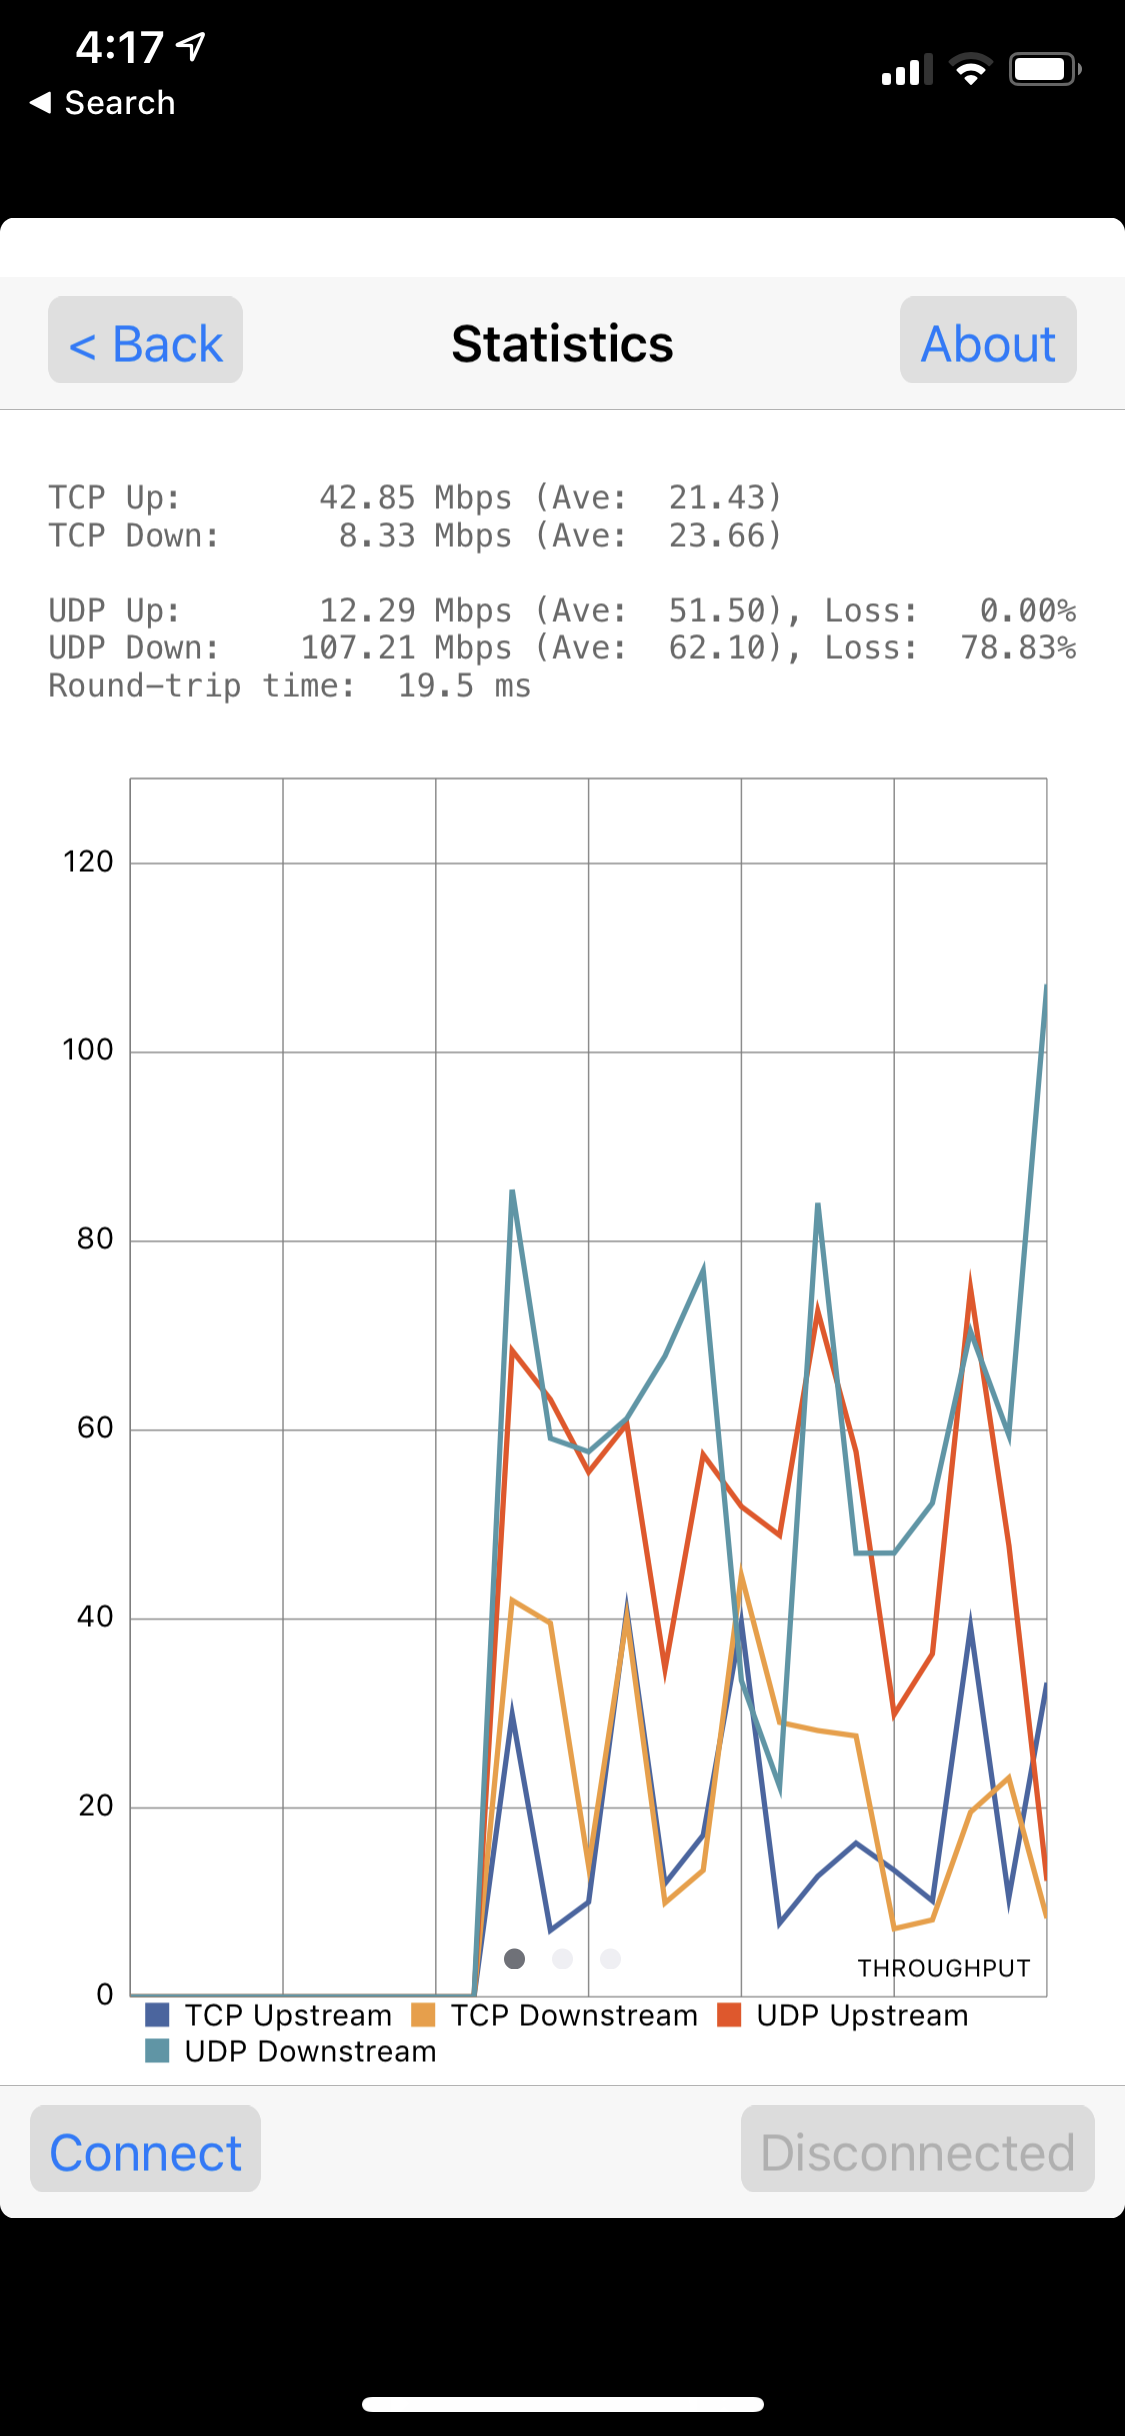 4:17
◀ Search
< Back Statistics About
TCP Up: 42.85 Mbps (Ave: 21.43)
TCP Down: 8.33 Mbps (Ave: 23.66)
UDP Up: 12.29 Mbps (Ave: 51.50), Loss: 0.00%
UDP Down: 107.21 Mbps (Ave: 62.10), Loss: 78.83%
Round-trip time: 19.5 ms
120
100
80
60
40
20
0
THROUGHPUT
TCP Upstream TCP Downstream UDP Upstream
UDP Downstream
Connect Disconnected